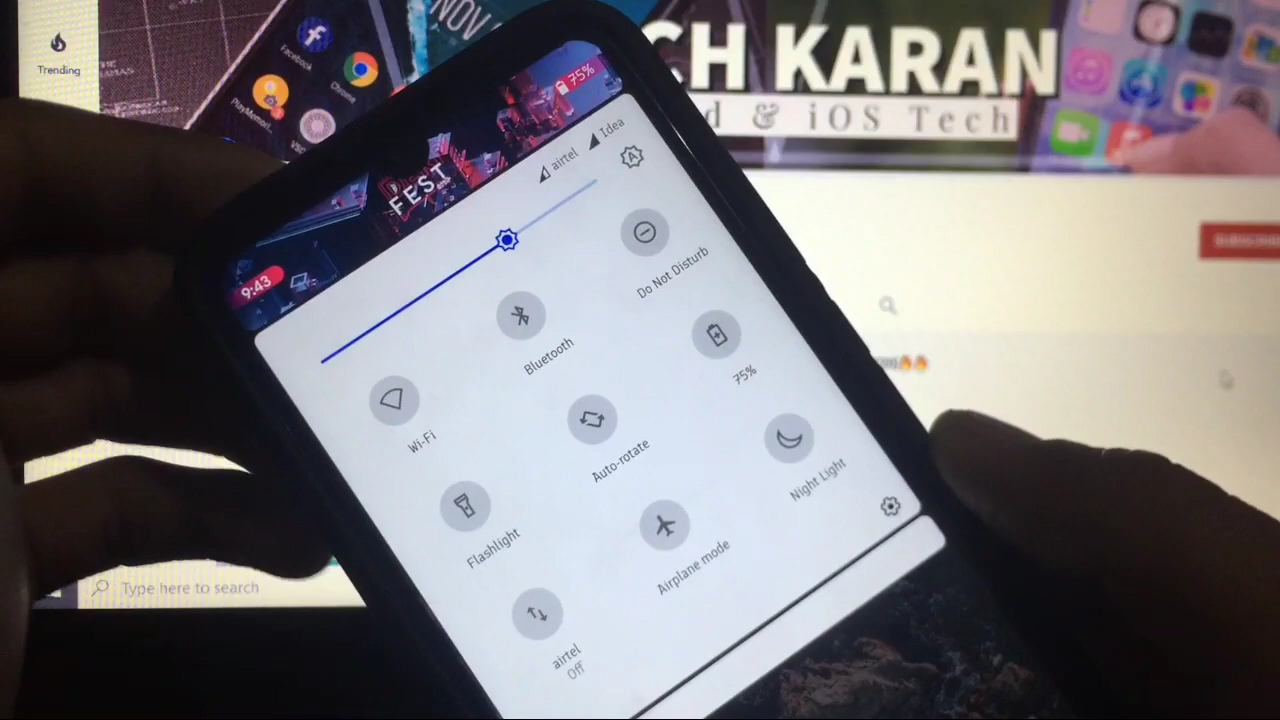 Trending
NOV
Facebook
Chrome
PlayMemori..
CH KARAN
d & iOS Tech
75%
FEST
9:43
airtel
Idea
Do Not Disturb
Bluetooth
75%
Wi-Fi
Auto-rotate
Night Light
Flashlight
Airplane mode
airtel
Off
Type here to search